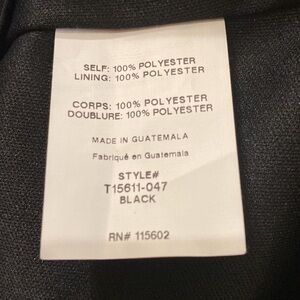 SELF: 100% POLYESTER
LINING: 100% POLYESTER
CORPS: 100% POLYESTER
DOUBLURE: 100% POLYESTER
MADE IN GUATEMALA
Fabriqué en Guatemala
STYLE#
T15611-047
BLACK
RN# 115602